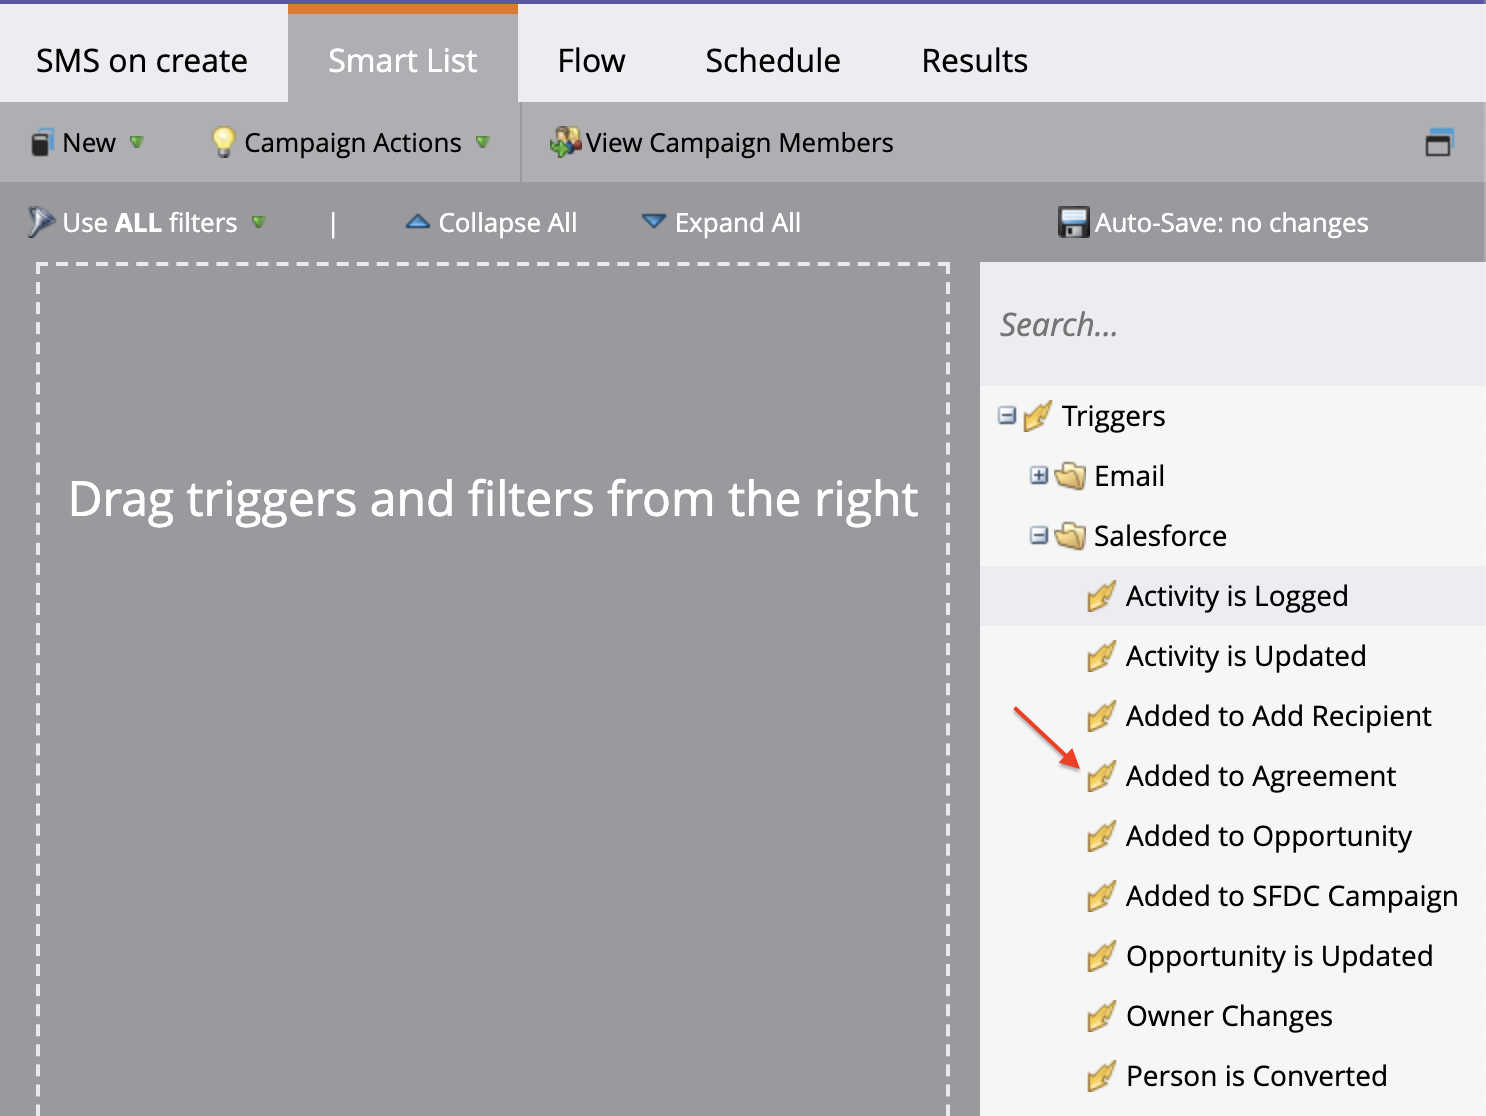 SMS on create Smart List Flow Schedule Results
New Campaign Actions View Campaign Members
Use ALL filters | Collapse All Expand All Auto-Save: no changes
Search...
Drag triggers and filters from the right
Triggers
Email
Salesforce
Activity is Logged
Activity is Updated
Added to Add Recipient
Added to Agreement
Added to Opportunity
Added to SFDC Campaign
Opportunity is Updated
Owner Changes
Person is Converted